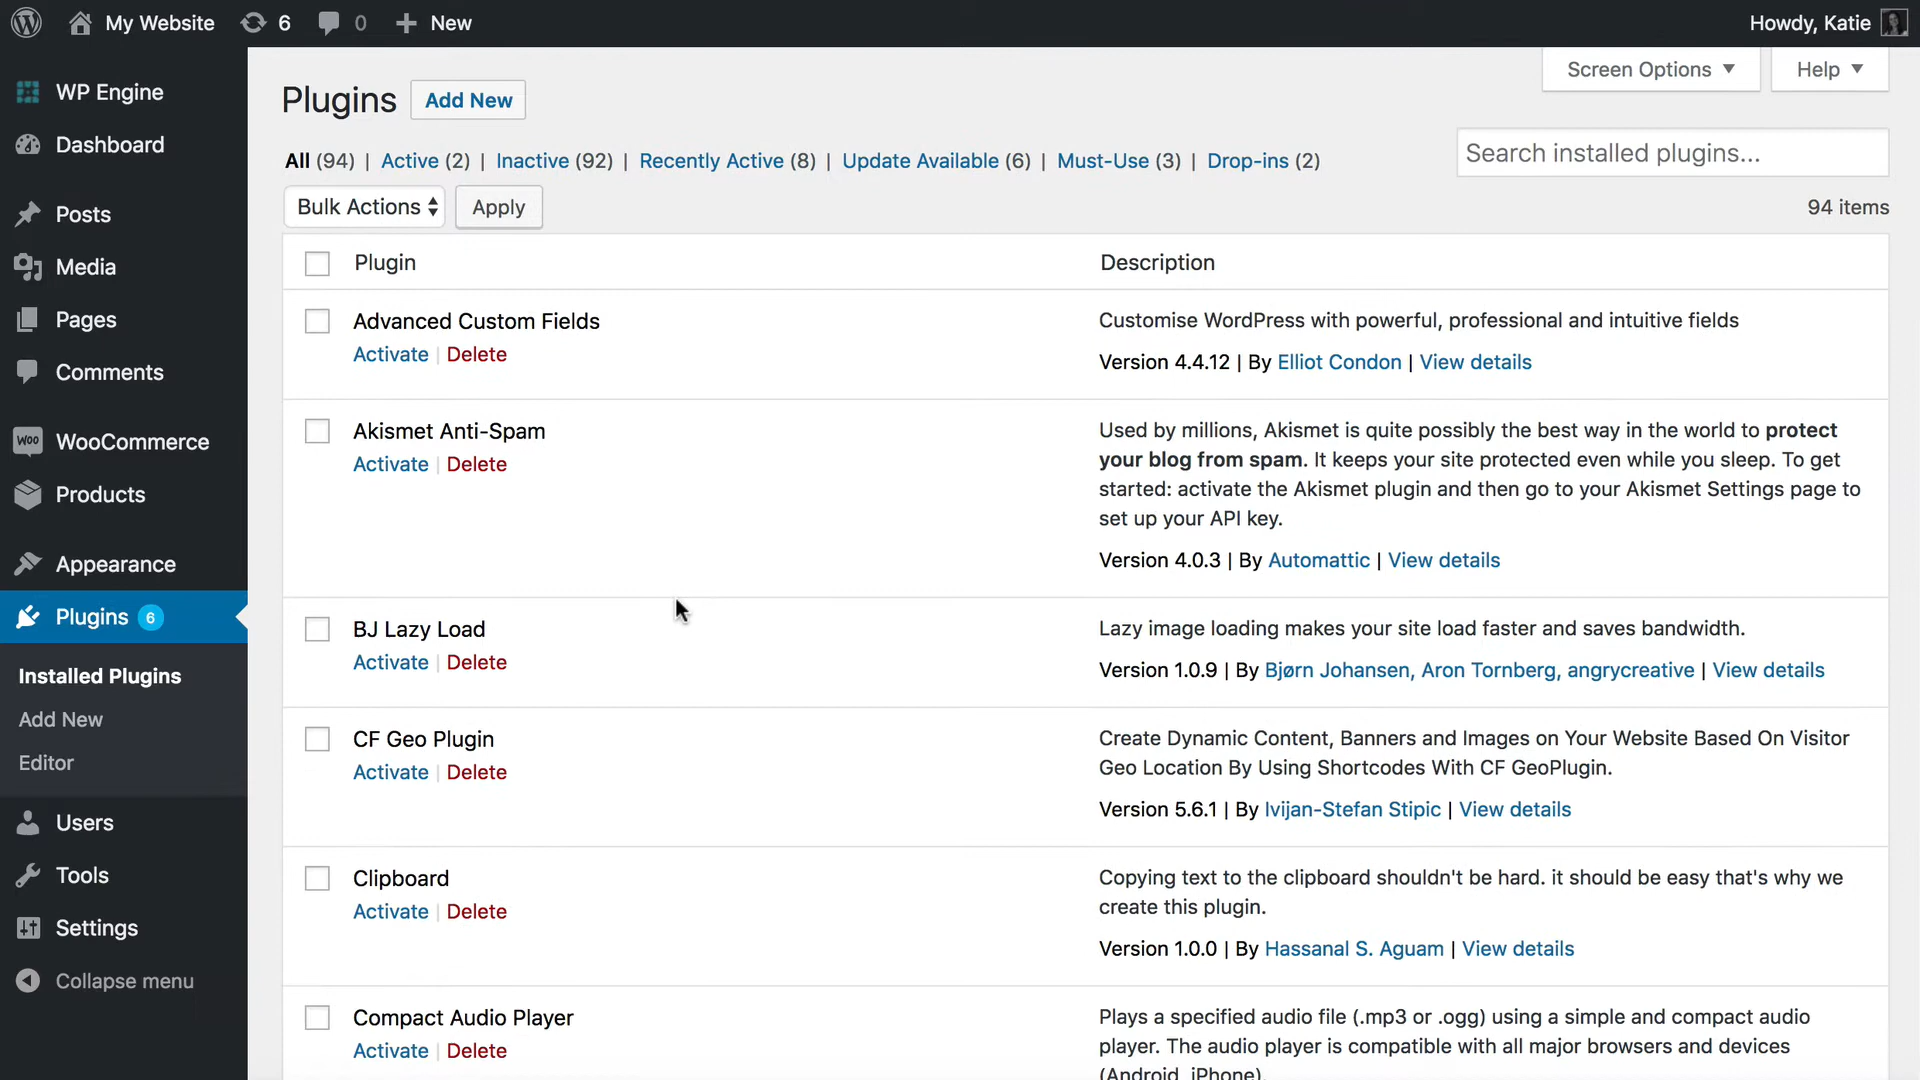 My Website 6 0 New Howdy, Katie
Screen Options Help
WP Engine
Dashboard
Posts
Media
Pages
Comments
WOO WooCommerce
Products
Appearance
Plugins 6
Installed Plugins
Add New
Editor
Users
Tools
Settings
Collapse menu
Plugins Add New
All (94) | Active (2) | Inactive (92) | Recently Active (8) | Update Available (6) | Must-Use (3) | Drop-ins (2)
Search installed plugins...
Bulk Actions Apply
94 items
Plugin Description
Advanced Custom Fields
Activate | Delete
Customise WordPress with powerful, professional and intuitive fields
Version 4.4.12 | By Elliot Condon | View details
Akismet Anti-Spam
Activate | Delete
Used by millions, Akismet is quite possibly the best way in the world to protect
your blog from spam. It keeps your site protected even while you sleep. To get
started: activate the Akismet plugin and then go to your Akismet Settings page to
set up your API key.
Version 4.0.3 | By Automattic | View details
BJ Lazy Load
Activate | Delete
Lazy image loading makes your site load faster and saves bandwidth.
Version 1.0.9 | By Bjørn Johansen, Aron Tornberg, angrycreative | View details
CF Geo Plugin
Activate | Delete
Create Dynamic Content, Banners and Images on Your Website Based On Visitor
Geo Location By Using Shortcodes With CF GeoPlugin.
Version 5.6.1 | By Ivijan-Stefan Stipic | View details
Clipboard
Activate | Delete
Copying text to the clipboard shouldn't be hard. it should be easy that's why we
create this plugin.
Version 1.0.0 | By Hassanal S. Aguam | View details
Compact Audio Player
Activate | Delete
Plays a specified audio file (.mp3 or .ogg) using a simple and compact audio
player. The audio player is compatible with all major browsers and devices
(Android, iPhone).